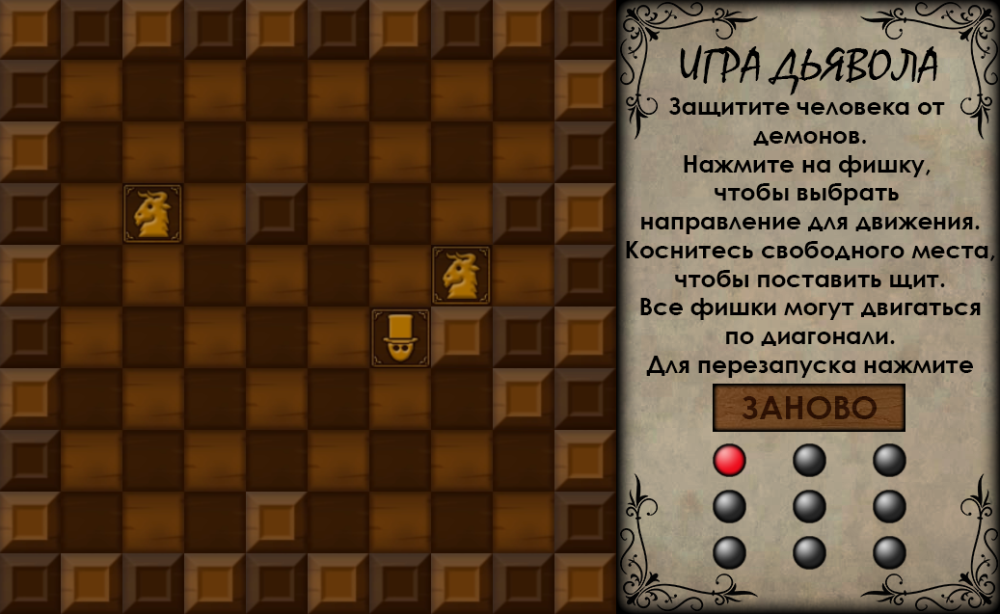 ИГРА ДЬЯВОЛА
Защитите человека от
демонов.
Нажмите на фишку,
чтобы выбрать
направление для движения.
Коснитесь свободного места,
чтобы поставить щит.
Все фишки могут двигаться
по диагонали.
Для перезапуска нажмите
ЗАНОВО